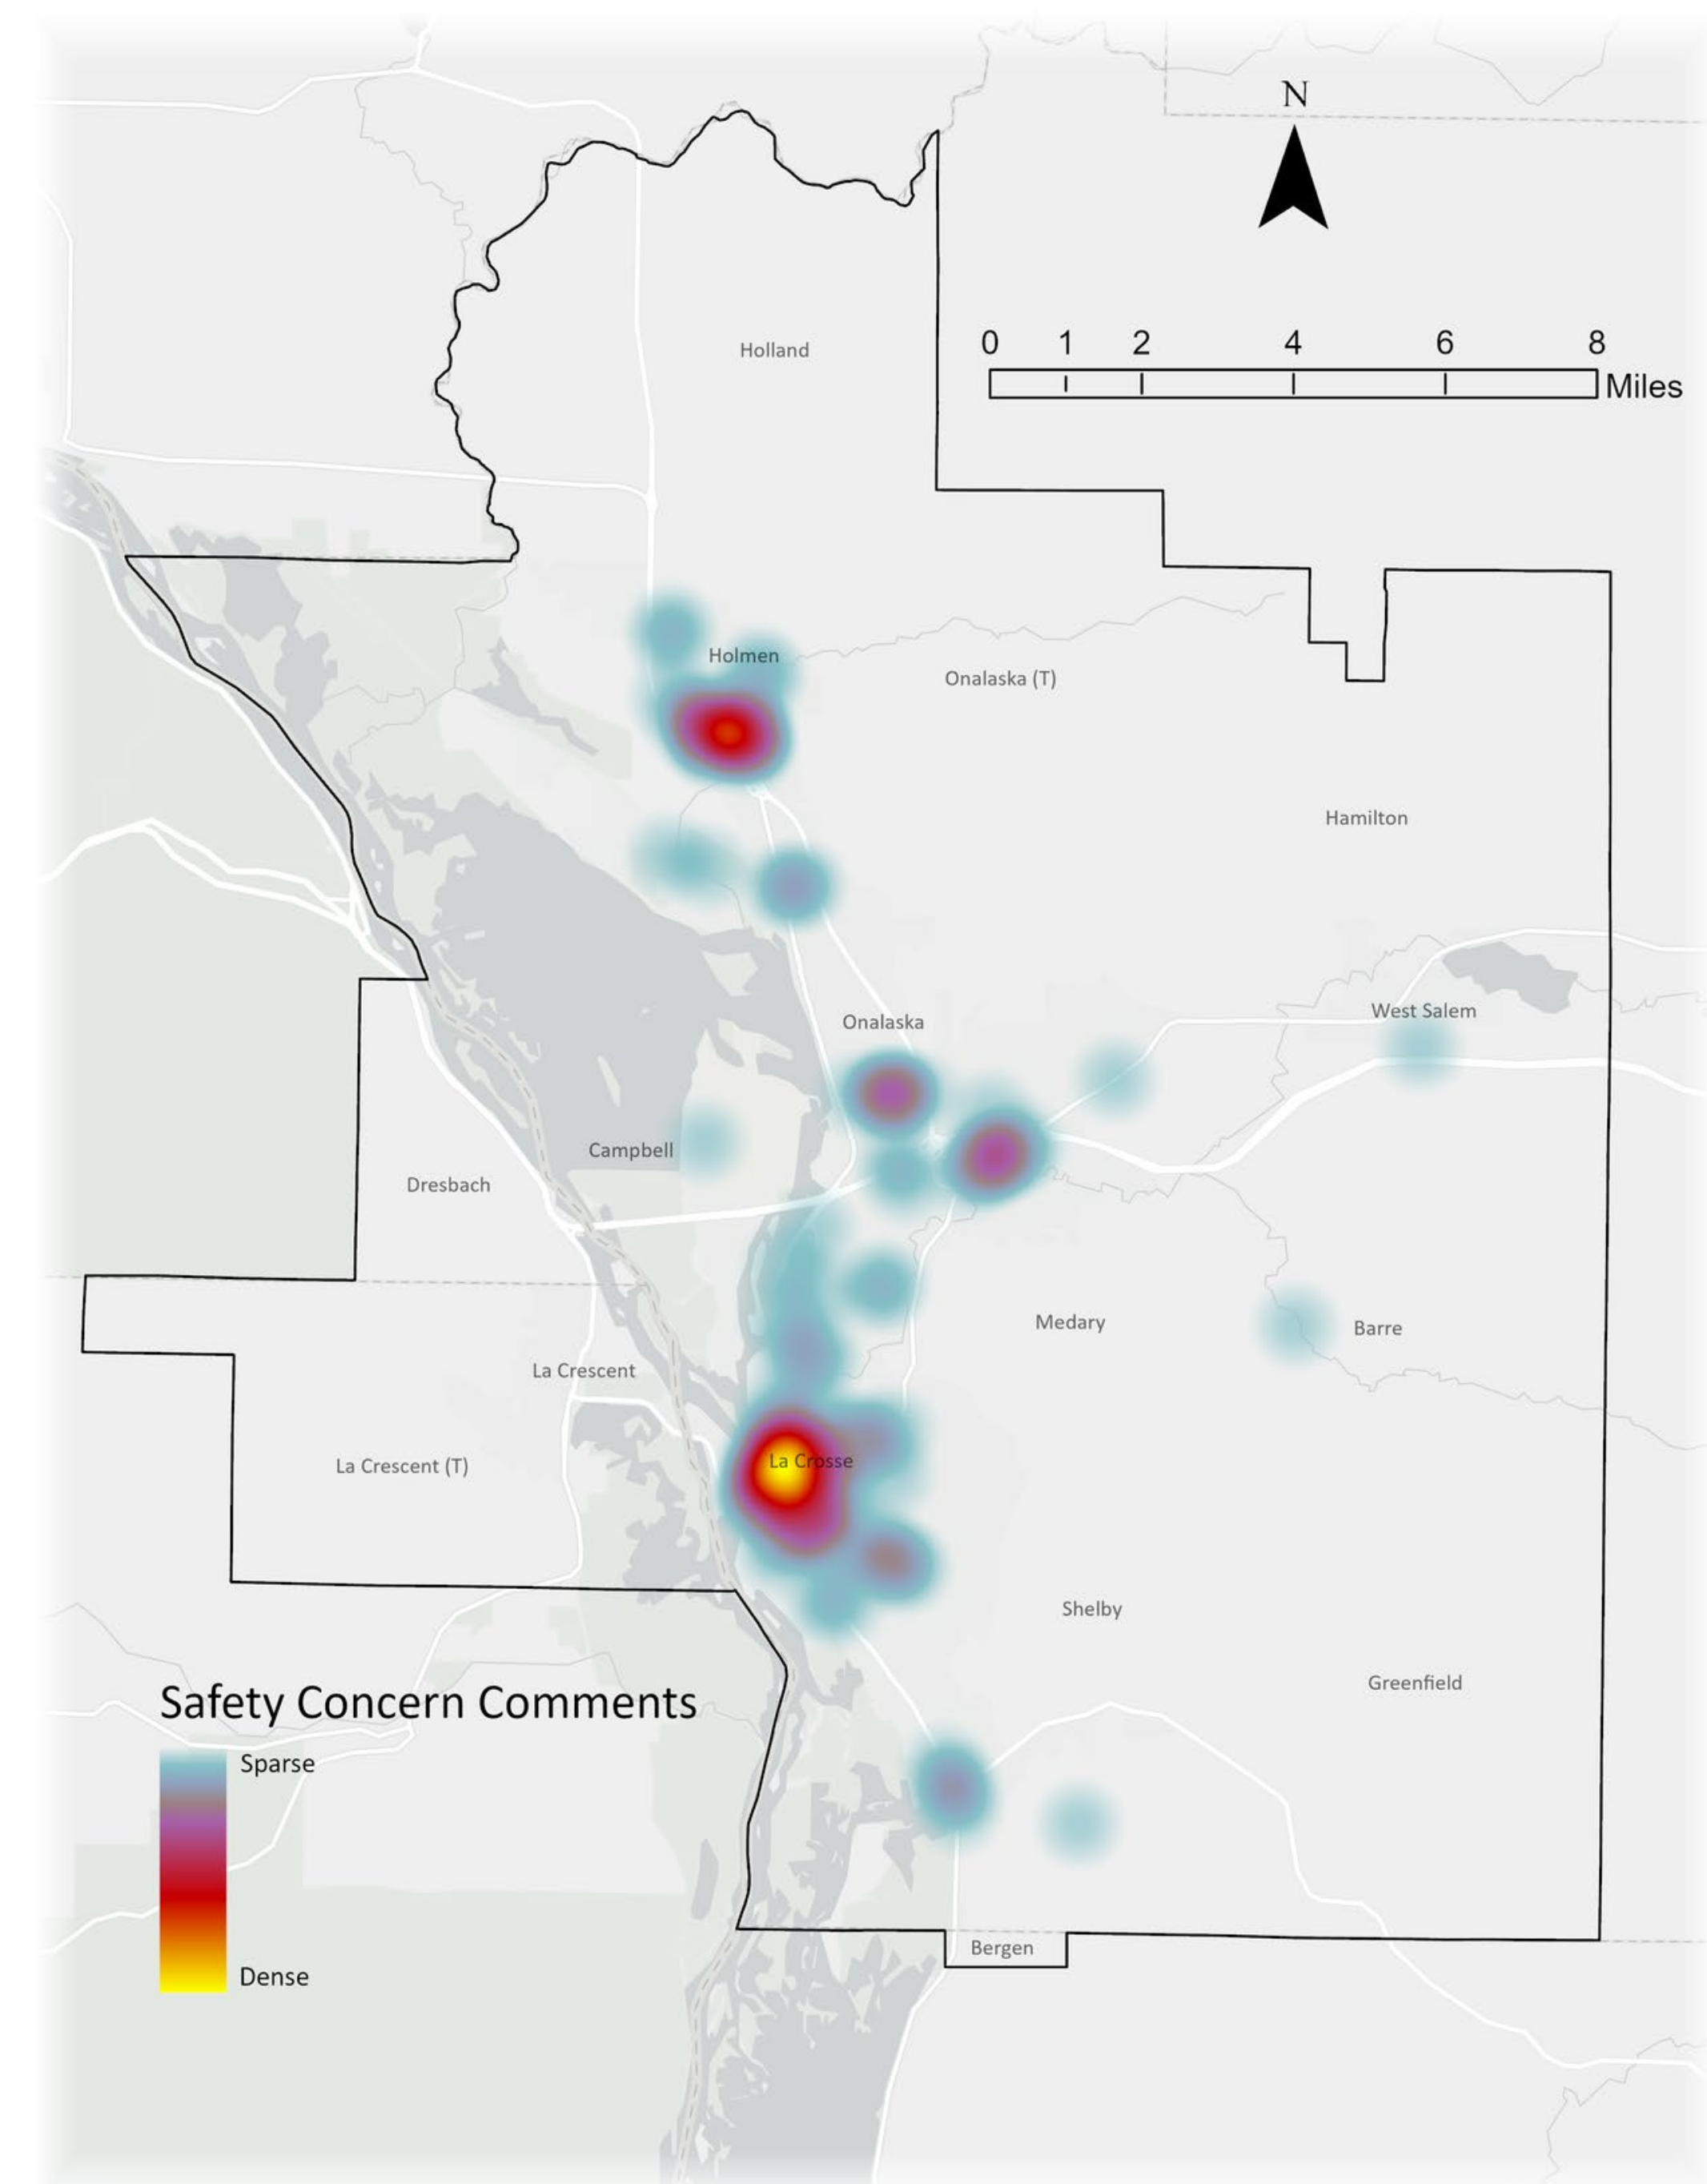 N
0 1 2 4 6 8
Miles
Holland
Holmen
Onalaska (T)
Hamilton
West Salem
Onalaska
Campbell
Dresbach
Medary
Barre
La Crescent
La Crosse
La Crescent (T)
Shelby
Greenfield
Safety Concern Comments
Sparse
Dense
Bergen